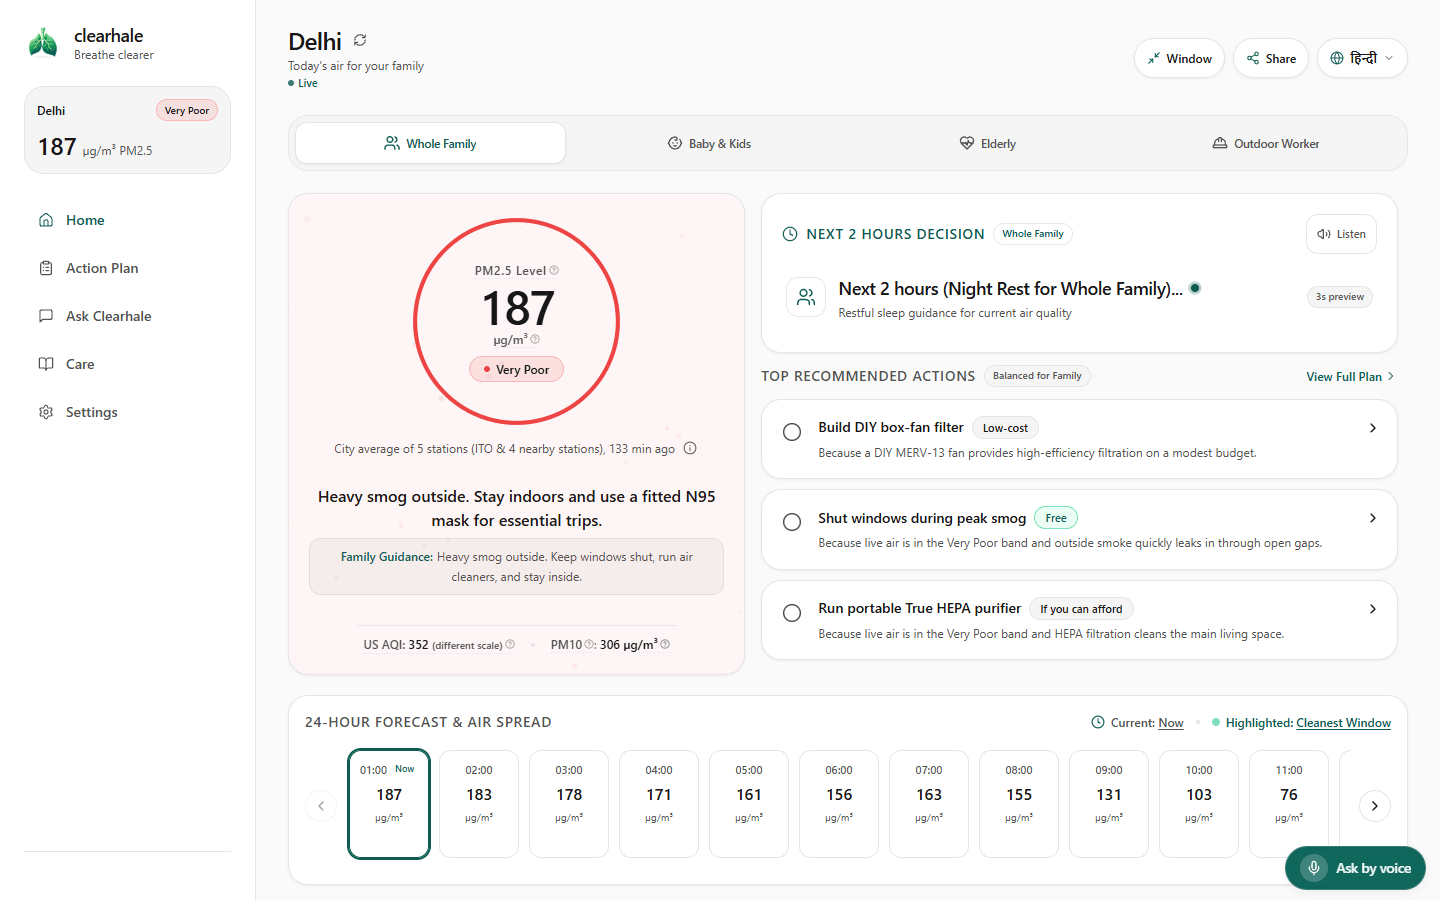 clearhale
Breathe clearer
Delhi
Very Poor
187 µg/m³ PM2.5
Home
Action Plan
Ask Clearhale
Care
Settings
Delhi
Today's air for your family
Live
Window
Share
हिन्दी
Whole Family
Baby & Kids
Elderly
Outdoor Worker
PM2.5 Level
187
µg/m³
Very Poor
City average of 5 stations (ITO & 4 nearby stations), 133 min ago
Heavy smog outside. Stay indoors and use a fitted N95
mask for essential trips.
Family Guidance: Heavy smog outside. Keep windows shut, run air
cleaners, and stay inside.
US AQI: 352 (different scale)
PM10: 306 µg/m³
NEXT 2 HOURS DECISION
Whole Family
Listen
Next 2 hours (Night Rest for Whole Family)...
Restful sleep guidance for current air quality
3s preview
TOP RECOMMENDED ACTIONS
Balanced for Family
View Full Plan
Build DIY box-fan filter
Low-cost
Because a DIY MERV-13 fan provides high-efficiency filtration on a modest budget.
Shut windows during peak smog
Free
Because live air is in the Very Poor band and outside smoke quickly leaks in through open gaps.
Run portable True HEPA purifier
If you can afford
Because live air is in the Very Poor band and HEPA filtration cleans the main living space.
24-HOUR FORECAST & AIR SPREAD
Current: Now
Highlighted: Cleanest Window
01:00 Now
187
µg/m³
02:00
183
µg/m³
03:00
178
µg/m³
04:00
171
µg/m³
05:00
161
µg/m³
06:00
156
µg/m³
07:00
163
µg/m³
08:00
155
µg/m³
09:00
131
µg/m³
10:00
103
µg/m³
11:00
76
µg/m³
Ask by voice